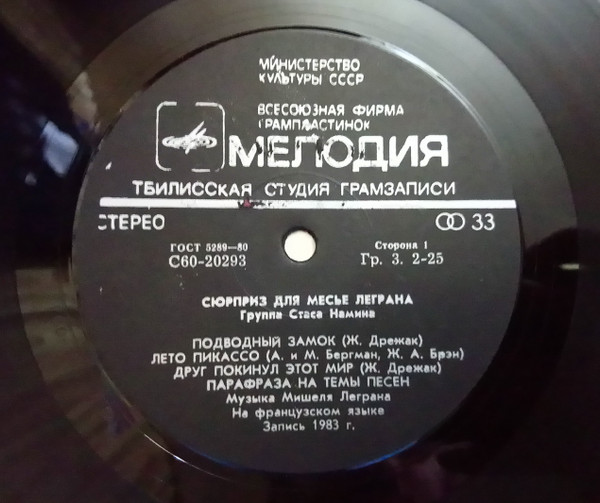 МИНИСТЕРСТВО
КУЛЬТУРЫ СССР
ВСЕСОЮЗНАЯ ФИРМА
ГРАМПЛАСТИНОК
МЕЛОДИЯ
ТБИЛИССКАЯ СТУДИЯ ГРАМЗАПИСИ
СТЕРЕО 33
ГОСТ 5289—80 Сторона 1
С60-20293 Гр. 3. 2-25
СЮРПРИЗ ДЛЯ МЕСЬЕ ЛЕГРАНА
Группа Стаса Намина
ПОДВОДНЫЙ ЗАМОК (Ж. Дрежак)
ЛЕТО ПИКАССО (А. и М. Бергман, Ж. А. Брэн)
ДРУГ ПОКИНУЛ ЭТОТ МИР (Ж. Дрежак)
ПАРАФРАЗА НА ТЕМЫ ПЕСЕН
Музыка Мишеля Леграна
На французском языке
Запись 1983 г.